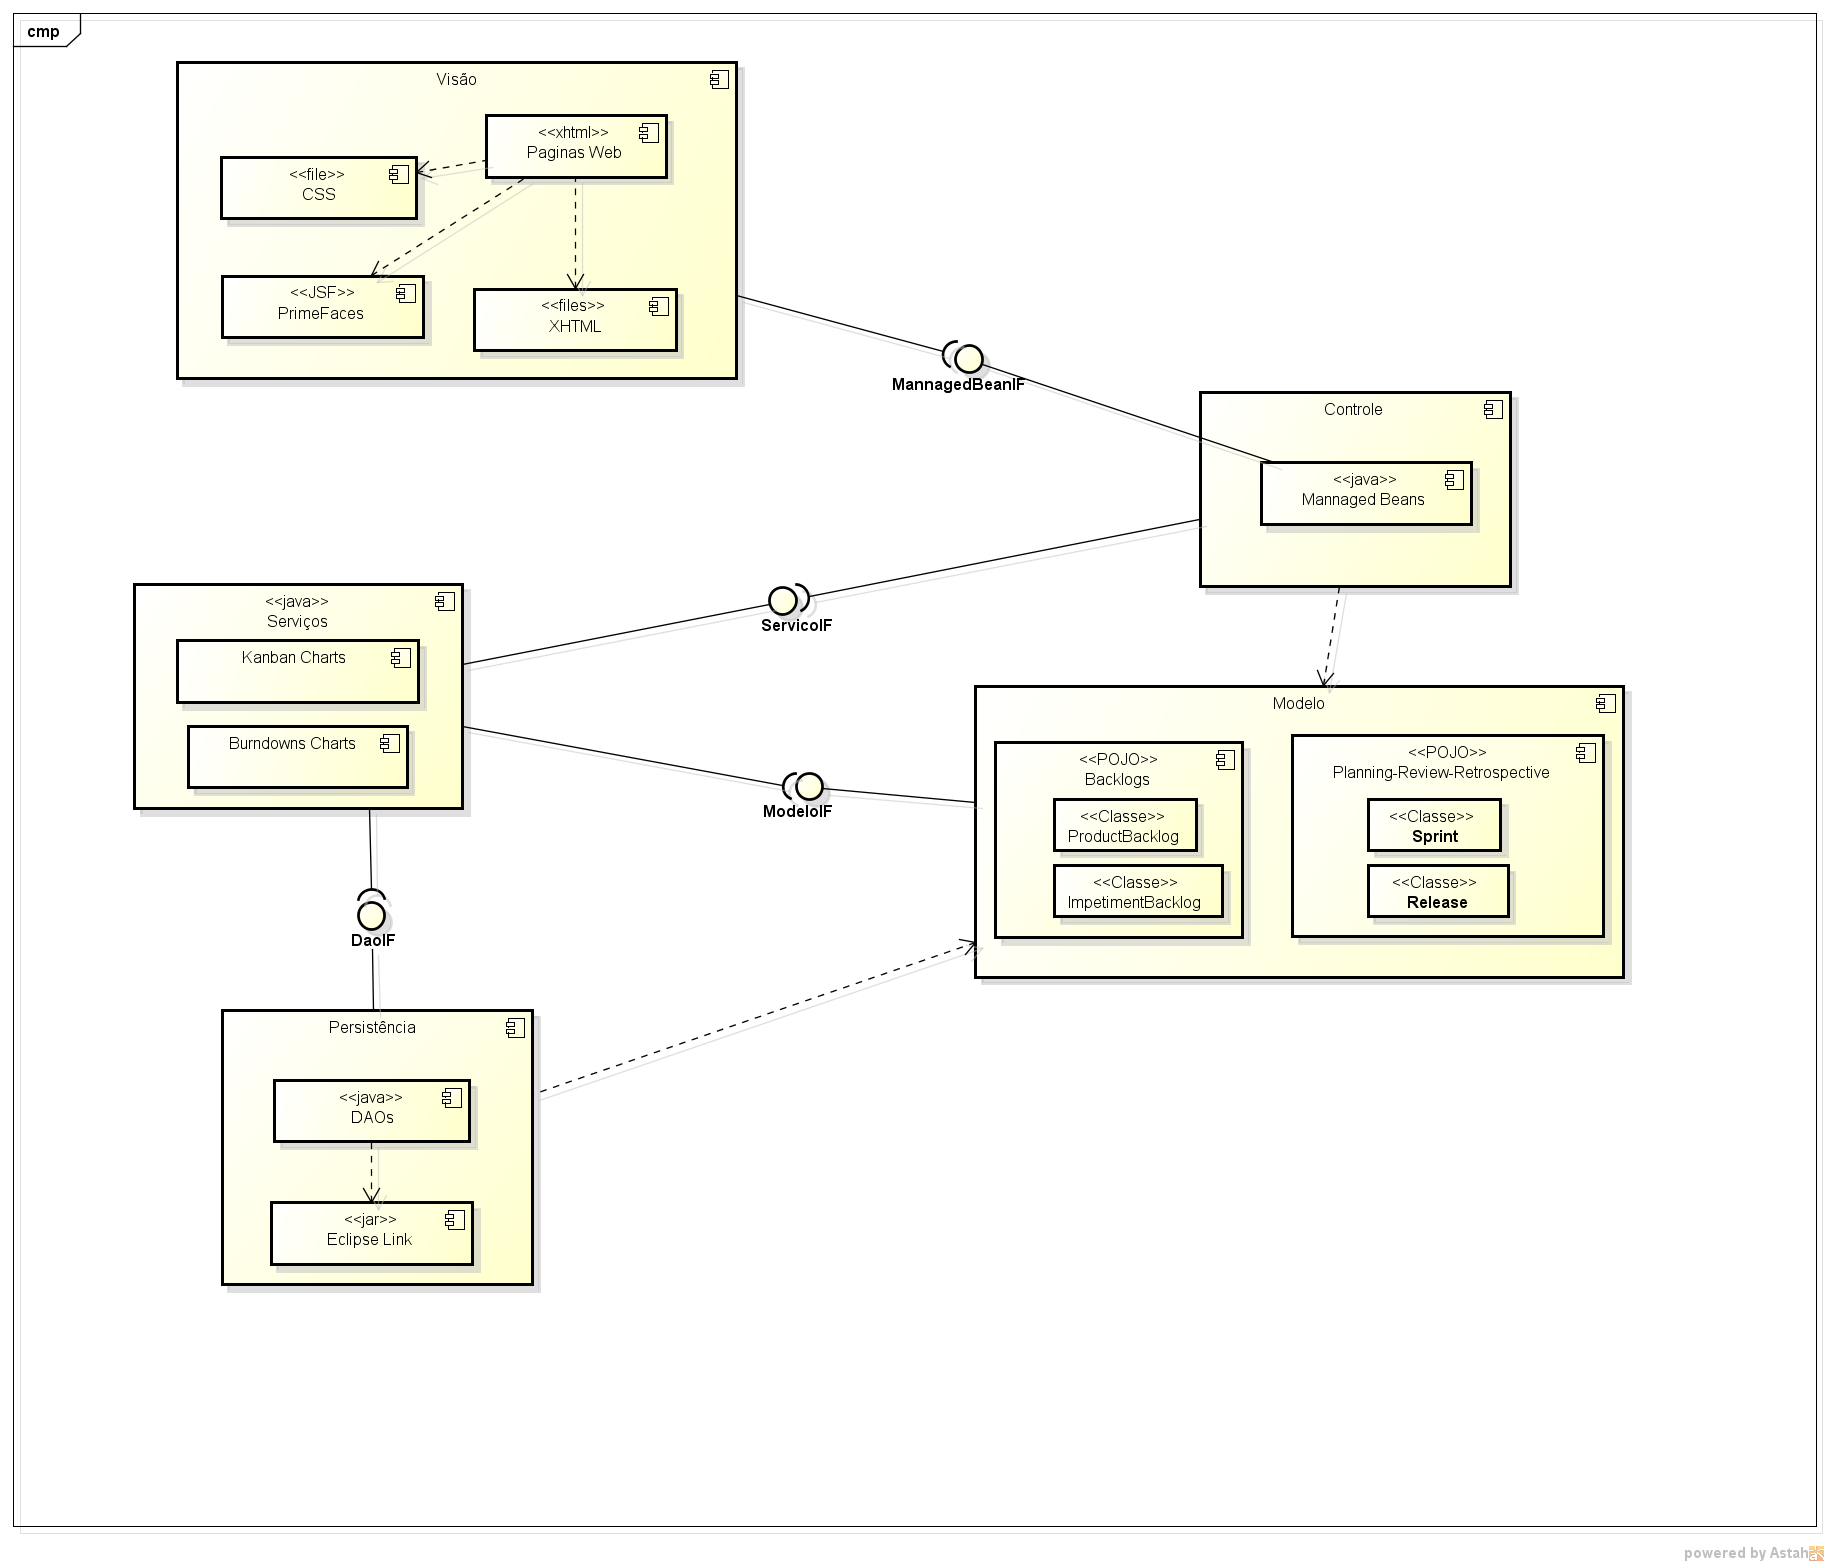 cmp
Visão
<<xhtml>>
Paginas Web
<<file>>
CSS
<<JSF>>
PrimeFaces
<<files>>
XHTML
MannagedBeanIF
Controle
<<java>>
Mannaged Beans
<<java>>
Serviços
Kanban Charts
Burndowns Charts
ServicoIF
ModeloIF
Modelo
<<POJO>>
Backlogs
<<Classe>>
ProductBacklog
<<Classe>>
ImpetimentBacklog
<<POJO>>
Planning-Review-Retrospective
<<Classe>>
Sprint
<<Classe>>
Release
DaoIF
Persistência
<<java>>
DAOs
<<jar>>
Eclipse Link
powered by Astah